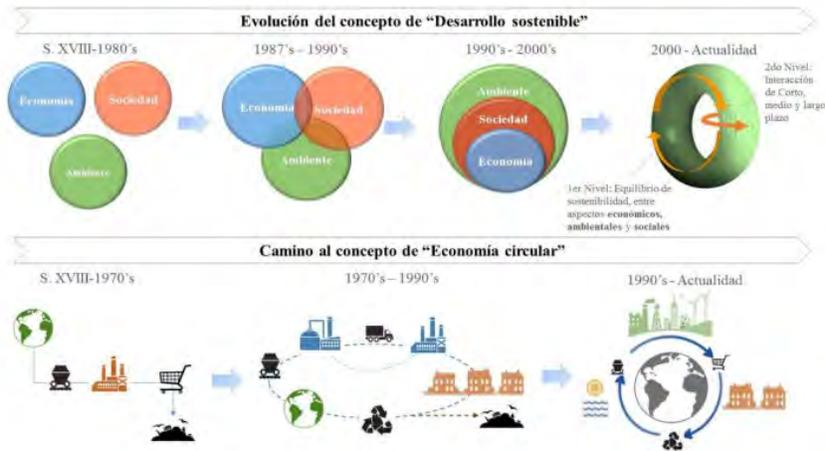 Evolución del concepto de “Desarrollo sostenible”
S. XVIII-1980´s
Economía
Sociedad
Ambiente
1987’s – 1990’s
Economía
Sociedad
Ambiente
1990’s - 2000’s
Ambiente
Sociedad
Economía
2000 - Actualidad
2do Nivel:
Interacción
de Corto,
medio y largo
plazo
1er Nivel: Equilibrio de
sostenibilidad, entre
aspectos económicos,
ambientales y sociales
Camino al concepto de “Economía circular”
S. XVIII-1970’s
1970’s – 1990’s
1990’s - Actualidad